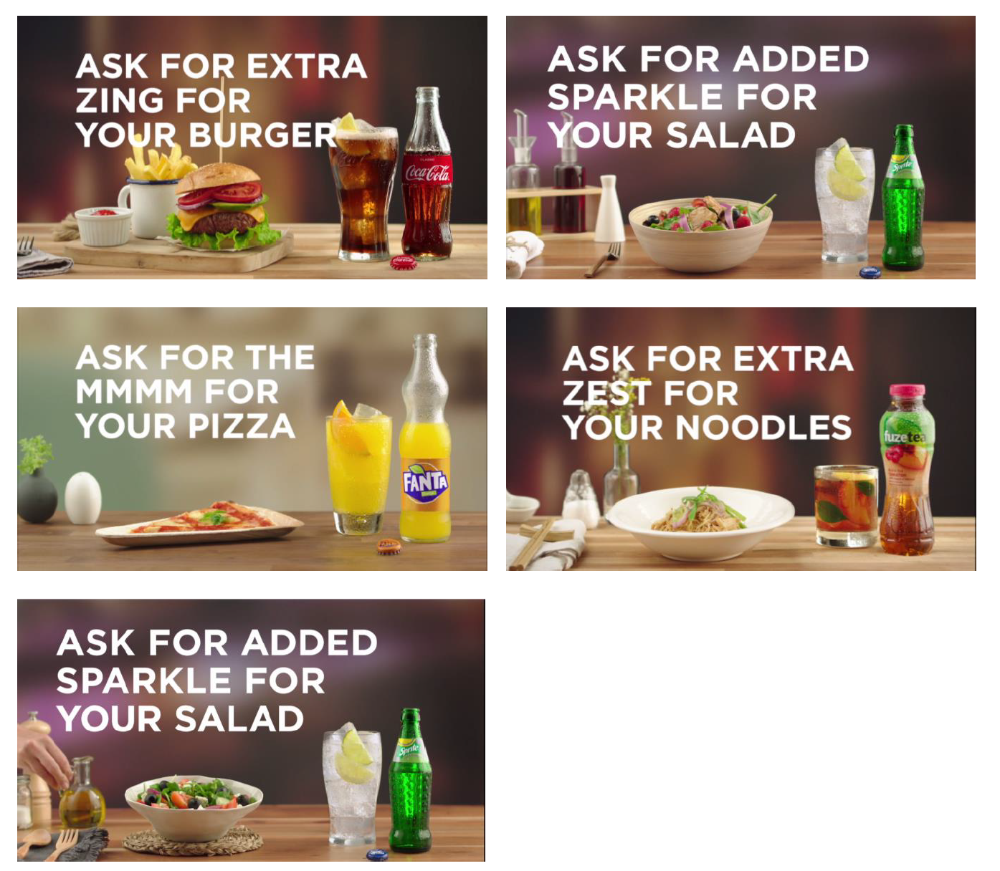 ASK FOR EXTRA
ZING FOR
YOUR BURGER
CLASSIC
Coca-Cola
ASK FOR ADDED
SPARKLE FOR
YOUR SALAD
Sprite
ASK FOR THE
MMMM FOR
YOUR PIZZA
FANTA
ASK FOR EXTRA
ZEST FOR
YOUR NOODLES
fuzetea
ASK FOR ADDED
SPARKLE FOR
YOUR SALAD
Sprite